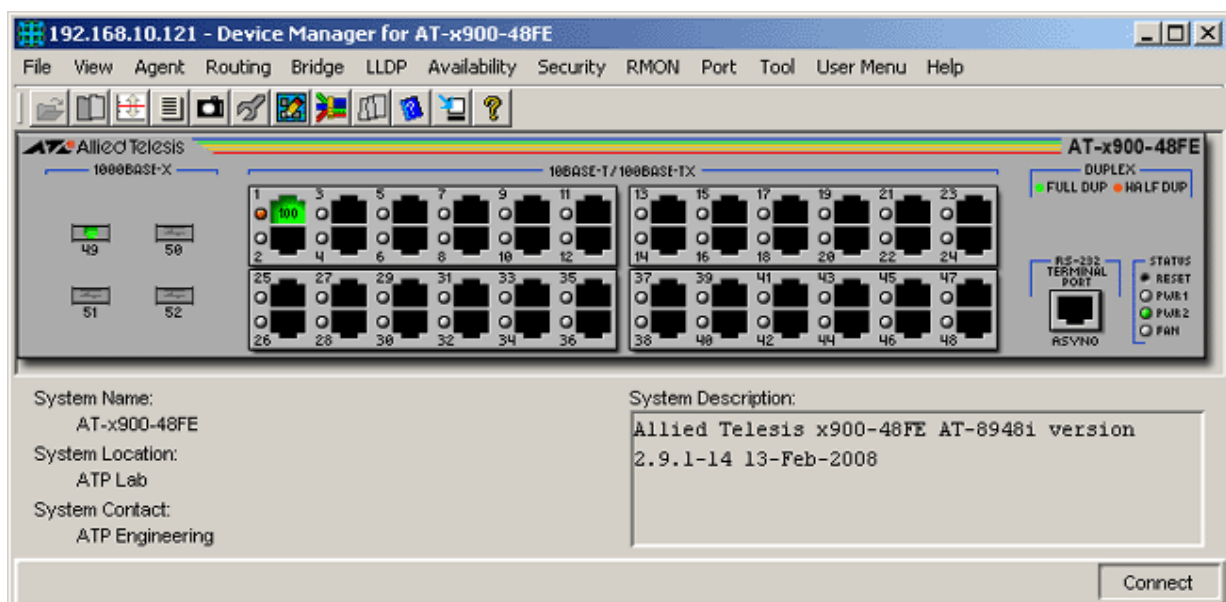 192.168.10.121 - Device Manager for AT-x900-48FE
File View Agent Routing Bridge LLDP Availability Security RMON Port Tool User Menu Help
Allied Telesis
AT-x900-48FE
1000BASE-X
10BASE-T/100BASE-TX
DUPLEX
FULL DUP HALF DUP
1 3 5 7 9 11 13 15 17 19 21 23
100
49 50
2 4 6 8 10 12 14 16 18 20 22 24
25 27 29 31 33 35 37 39 41 43 45 47
51 52
26 28 30 32 34 36 38 40 42 44 46 48
RS-232
TERMINAL
PORT
ASYN0
STATUS
RESET
PWR1
PWR2
FAN
System Name:
AT-x900-48FE
System Location:
ATP Lab
System Contact:
ATP Engineering
System Description:
Allied Telesis x900-48FE AT-8948i version
2.9.1-14 13-Feb-2008
Connect